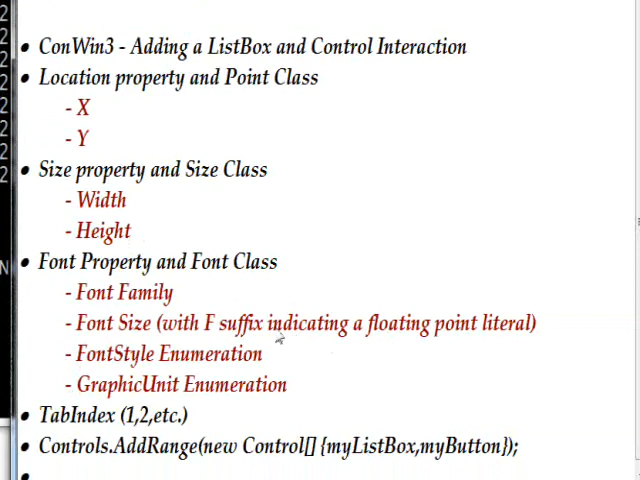 • ConWin3 - Adding a ListBox and Control Interaction
• Location property and Point Class
- X
- Y
• Size property and Size Class
- Width
- Height
• Font Property and Font Class
- Font Family
- Font Size (with F suffix indicating a floating point literal)
- FontStyle Enumeration
- GraphicUnit Enumeration
• TabIndex (1,2,etc.)
• Controls.AddRange(new Control[] {myListBox,myButton});
•